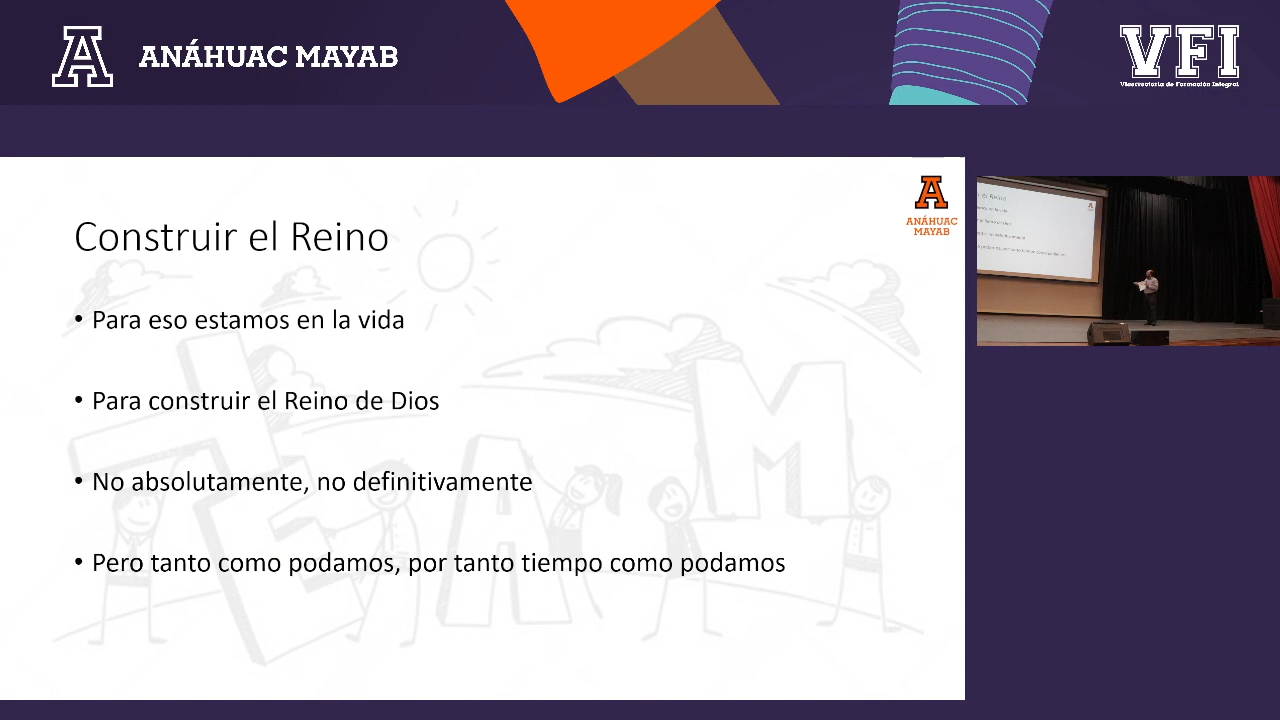 A
ANÁHUAC MAYAB
VFI
Vicerrectoría de Formación Integral
A
ANÁHUAC
MAYAB
Construir el Reino
• Para eso estamos en la vida
• Para construir el Reino de Dios
• No absolutamente, no definitivamente
• Pero tanto como podamos, por tanto tiempo como podamos
TEAM